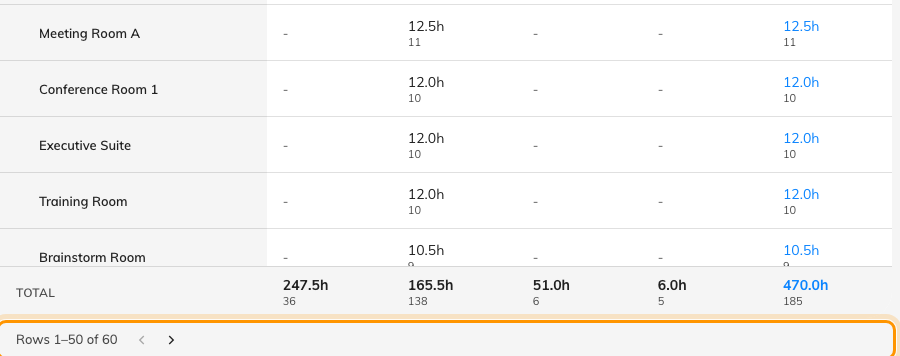 Meeting Room A - 12.5h - - 12.5h
11 11
Conference Room 1 - 12.0h - - 12.0h
10 10
Executive Suite - 12.0h - - 12.0h
10 10
Training Room - 12.0h - - 12.0h
10 10
Brainstorm Room - 10.5h - - 10.5h
TOTAL 247.5h 165.5h 51.0h 6.0h 470.0h
36 138 6 5 185
Rows 1–50 of 60